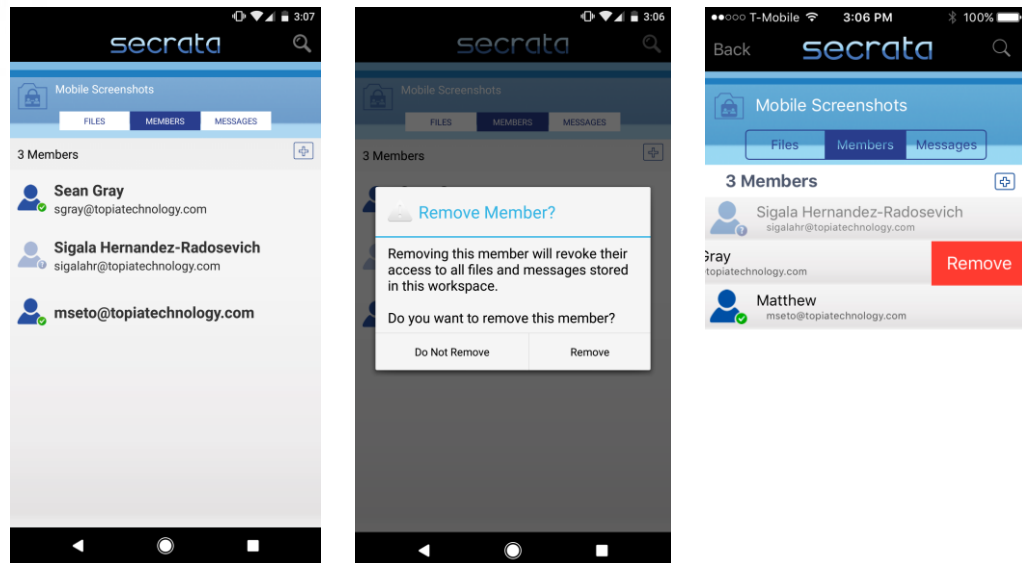 3:07
secrata
Mobile Screenshots
FILES MEMBERS MESSAGES
3 Members
Sean Gray
sgray@topiatechnology.com
Sigala Hernandez-Radosevich
sigalahr@topiatechnology.com
mseto@topiatechnology.com
3:06
secrata
Mobile Screenshots
FILES MEMBERS MESSAGES
3 Members
Remove Member?
Removing this member will revoke their
access to all files and messages stored
in this workspace.
Do you want to remove this member?
Do Not Remove Remove
T-Mobile 3:06 PM 100%
Back secrata
Mobile Screenshots
Files Members Messages
3 Members
Sigala Hernandez-Radosevich
sigalahr@topiatechnology.com
Gray
topiatechnology.com
Remove
Matthew
mseto@topiatechnology.com